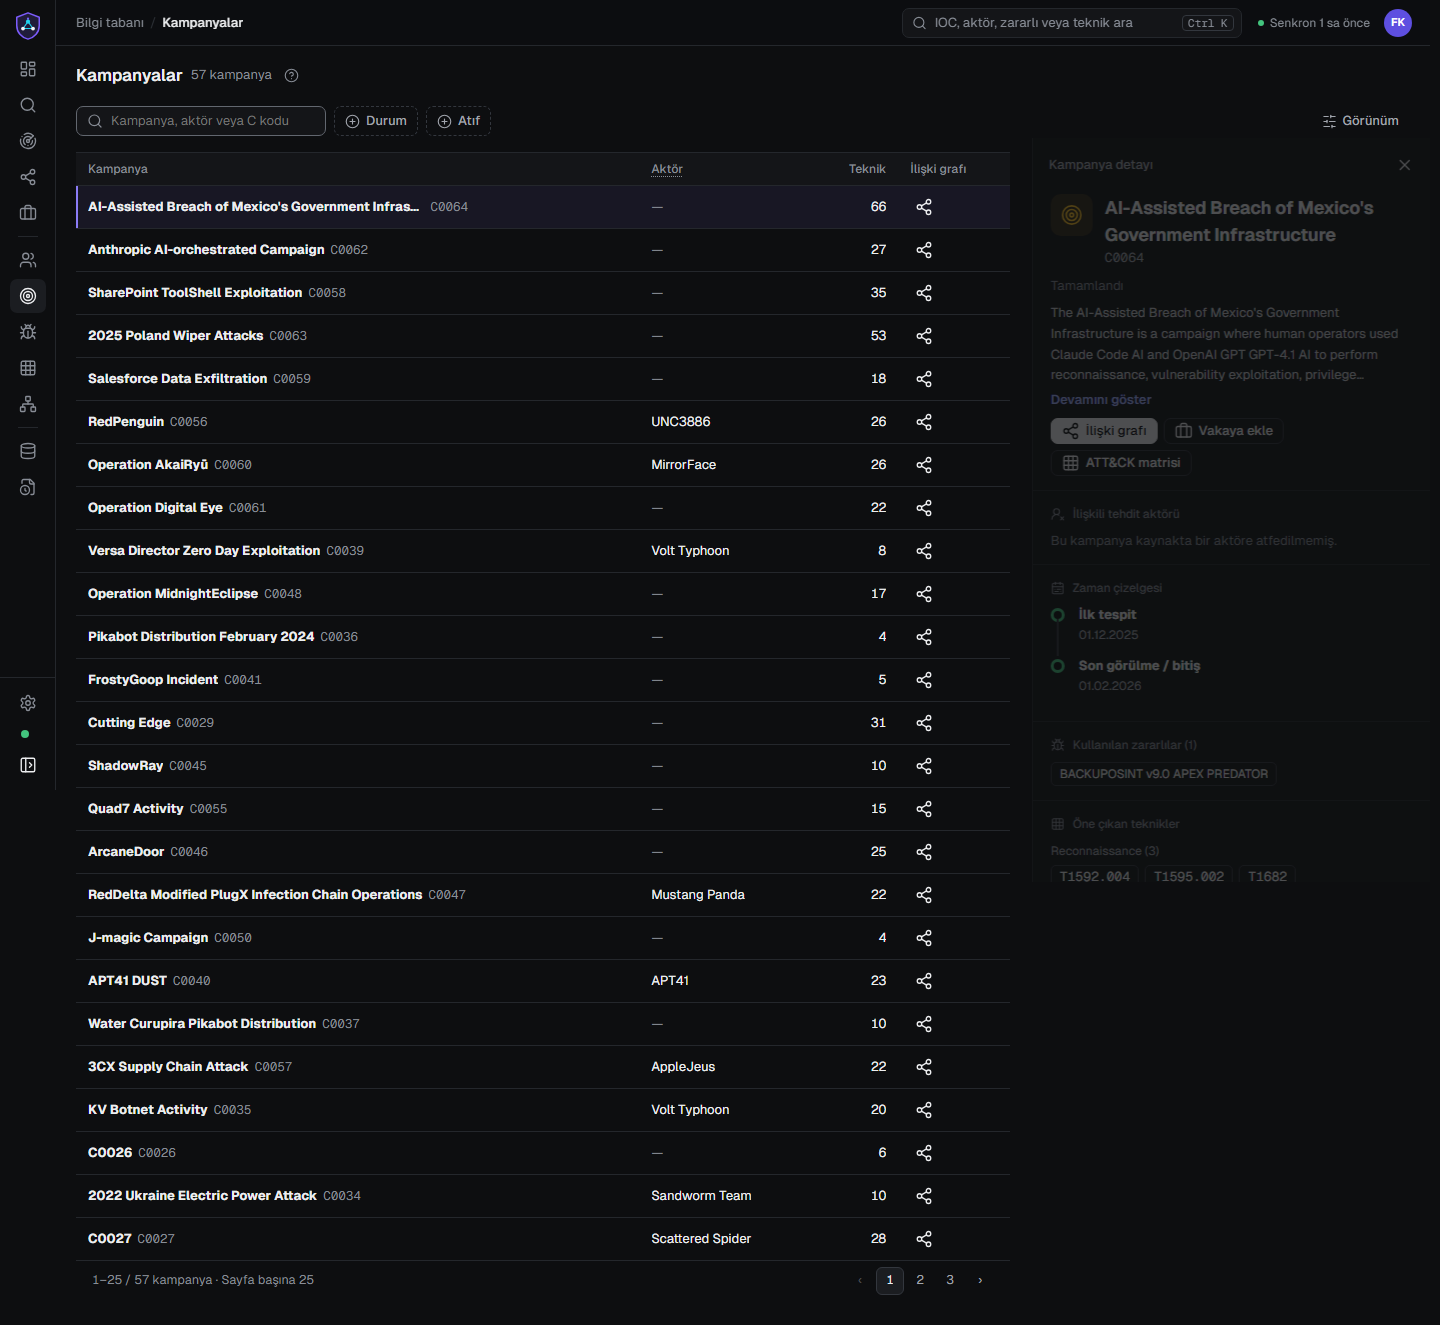 Bilgi tabanı / Kampanyalar
IOC, aktör, zararlı veya teknik ara Ctrl K
Senkron 1 sa önce
FK
Kampanyalar 57 kampanya
Kampanya, aktör veya C kodu
Durum
Atıf
Görünüm
Kampanya Aktör Teknik İlişki grafı
AI-Assisted Breach of Mexico's Government Infras... C0064 — 66
Anthropic AI-orchestrated Campaign C0062 — 27
SharePoint ToolShell Exploitation C0058 — 35
2025 Poland Wiper Attacks C0063 — 53
Salesforce Data Exfiltration C0059 — 18
RedPenguin C0056 UNC3886 26
Operation AkaiRyū C0060 MirrorFace 26
Operation Digital Eye C0061 — 22
Versa Director Zero Day Exploitation C0039 Volt Typhoon 8
Operation MidnightEclipse C0048 — 17
Pikabot Distribution February 2024 C0036 — 4
FrostyGoop Incident C0041 — 5
Cutting Edge C0029 — 31
ShadowRay C0045 — 10
Quad7 Activity C0055 — 15
ArcaneDoor C0046 — 25
RedDelta Modified PlugX Infection Chain Operations C0047 Mustang Panda 22
J-magic Campaign C0050 — 4
APT41 DUST C0040 APT41 23
Water Curupira Pikabot Distribution C0037 — 10
3CX Supply Chain Attack C0057 AppleJeus 22
KV Botnet Activity C0035 Volt Typhoon 20
C0026 C0026 — 6
2022 Ukraine Electric Power Attack C0034 Sandworm Team 10
C0027 C0027 Scattered Spider 28
1–25 / 57 kampanya · Sayfa başına 25
‹ 1 2 3 ›
Kampanya detayı
AI-Assisted Breach of Mexico's
Government Infrastructure
C0064
Tamamlandı
The AI-Assisted Breach of Mexico's Government
Infrastructure is a campaign where human operators used
Claude Code AI and OpenAI GPT GPT-4.1 AI to perform
reconnaissance, vulnerability exploitation, privilege...
Devamını göster
İlişki grafı
Vakaya ekle
ATT&CK matrisi
İlişkili tehdit aktörü
Bu kampanya kaynakta bir aktöre atfedilmemiş.
Zaman çizelgesi
İlk tespit
01.12.2025
Son görülme / bitiş
01.02.2026
Kullanılan zararlılar (1)
BACKUPOSINT v9.0 APEX PREDATOR
Öne çıkan teknikler
Reconnaissance (3)
T1592.004 T1595.002 T1682